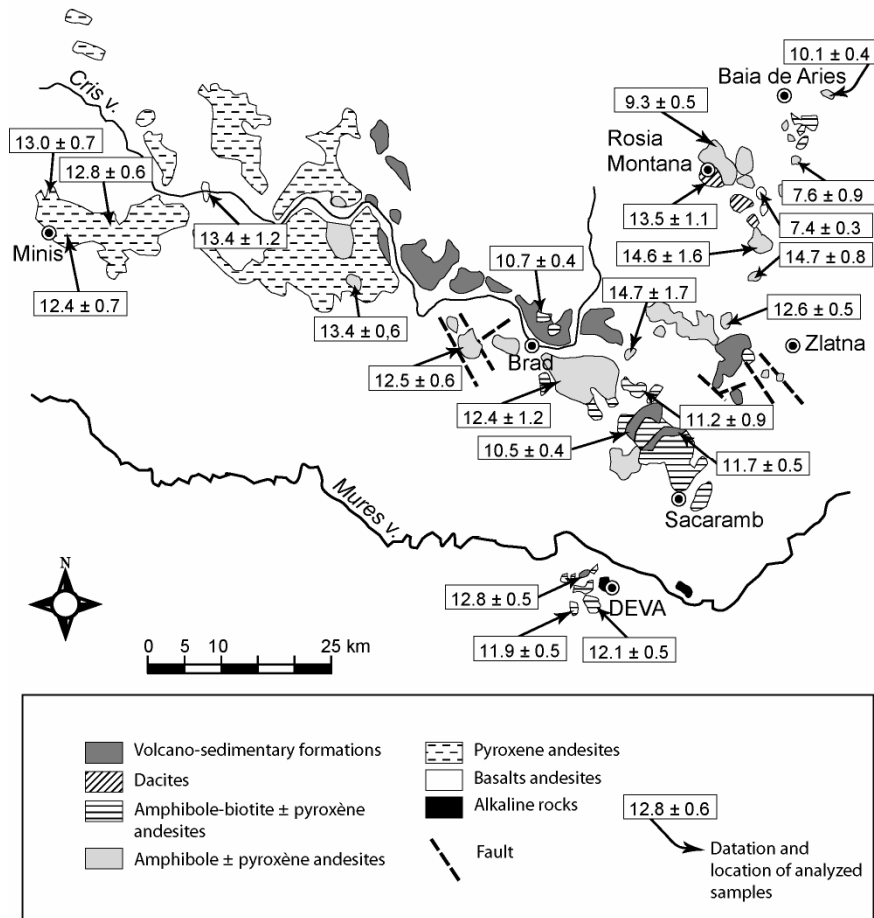 10.1 ± 0.4
Baia de Aries
Cris v.
9.3 ± 0.5
Rosia
Montana
13.0 ± 0.7
12.8 ± 0.6
7.6 ± 0.9
13.5 ± 1.1
7.4 ± 0.3
13.4 ± 1.2
Minis
14.6 ± 1.6
14.7 ± 0.8
10.7 ± 0.4
14.7 ± 1.7
12.4 ± 0.7
12.6 ± 0.5
13.4 ± 0,6
Zlatna
Brad
12.5 ± 0.6
12.4 ± 1.2
11.2 ± 0.9
10.5 ± 0.4
11.7 ± 0.5
Mures v.
Sacaramb
N
12.8 ± 0.5
DEVA
11.9 ± 0.5
12.1 ± 0.5
0 5 10 15 25 km
Volcano-sedimentary formations
Dacites
Amphibole-biotite ± pyroxène
andesites
Amphibole ± pyroxène andesites
Pyroxene andesites
Basalts andesites
Alkaline rocks
Fault
12.8 ± 0.6
Datation and
location of analyzed
samples